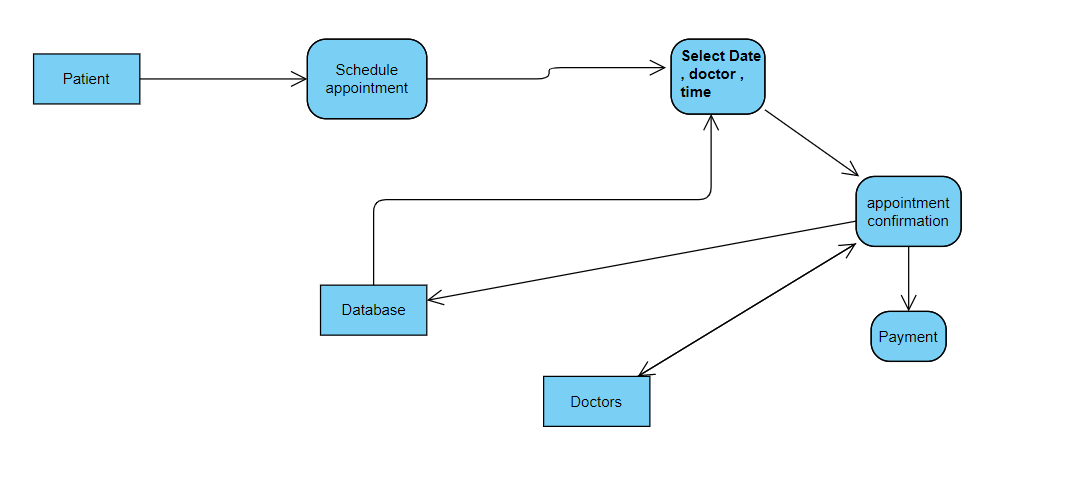 Patient
Schedule
appointment
Select Date
, doctor ,
time
appointment
confirmation
Database
Payment
Doctors